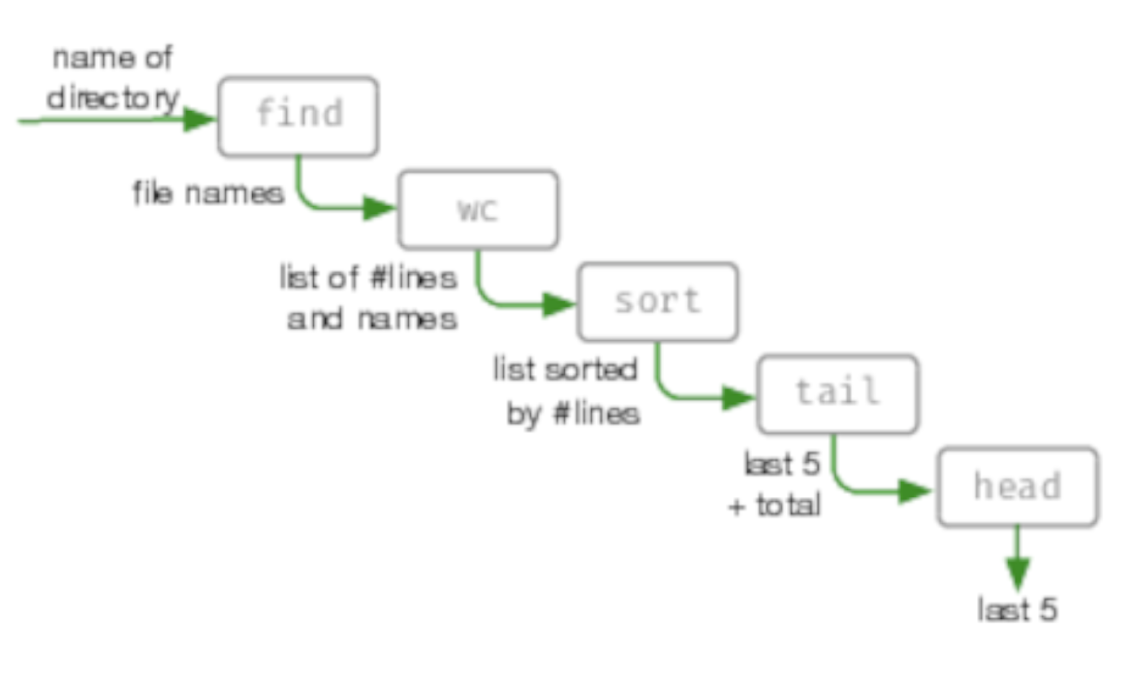 name of
directory
find
file names
wc
list of #lines
and names
sort
list sorted
by #lines
tail
last 5
+ total
head
last 5